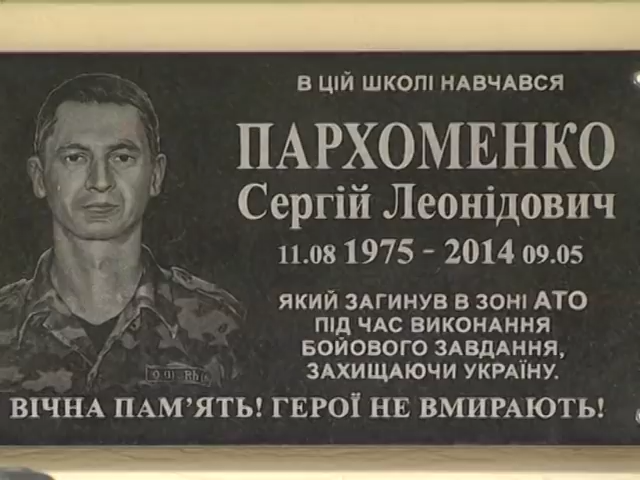 В ЦІЙ ШКОЛІ НАВЧАВСЯ
ПАРХОМЕНКО
Сергій Леонідович
11.08 1975 - 2014 09.05
ЯКИЙ ЗАГИНУВ В ЗОНІ АТО
ПІД ЧАС ВИКОНАННЯ
БОЙОВОГО ЗАВДАННЯ,
ЗАХИЩАЮЧИ УКРАЇНУ.
ВІЧНА ПАМ’ЯТЬ! ГЕРОЇ НЕ ВМИРАЮТЬ!